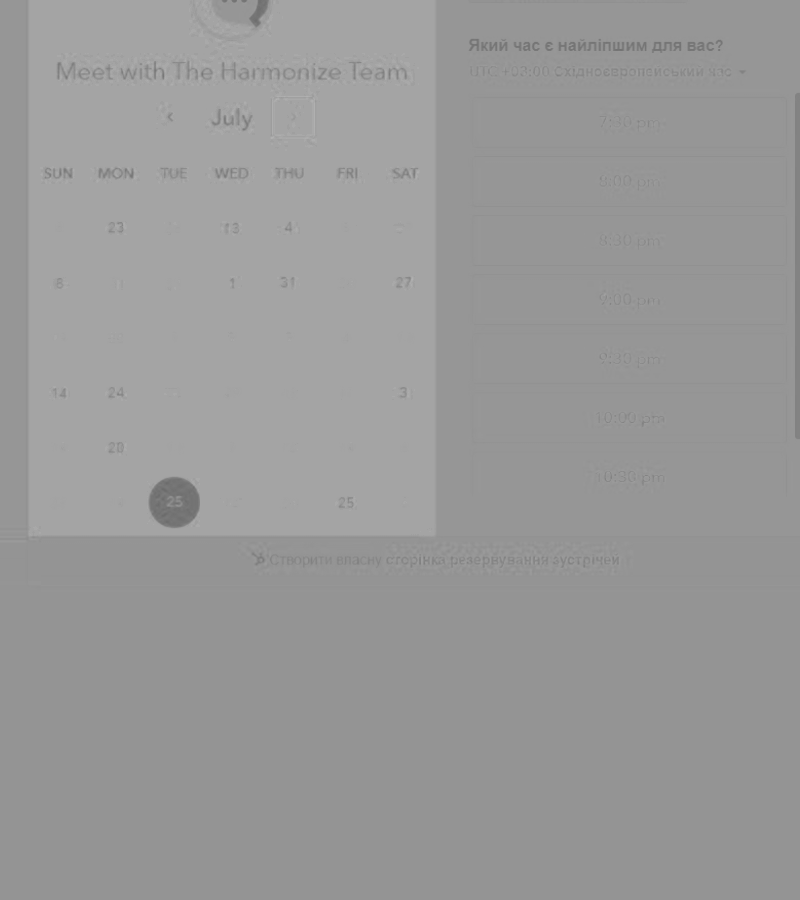 Meet with The Harmonize Team
‹ July ›
SUN MON TUE WED THU FRI SAT
23 13 4
6 1 31 27
14 24 3
20
25 25
Який час є найліпшим для вас?
UTC +03:00 Східноєвропейський час
7:30 pm
8:00 pm
8:30 pm
9:00 pm
9:30 pm
10:00 pm
10:30 pm
Створити власну сторінка резервування зустрічей